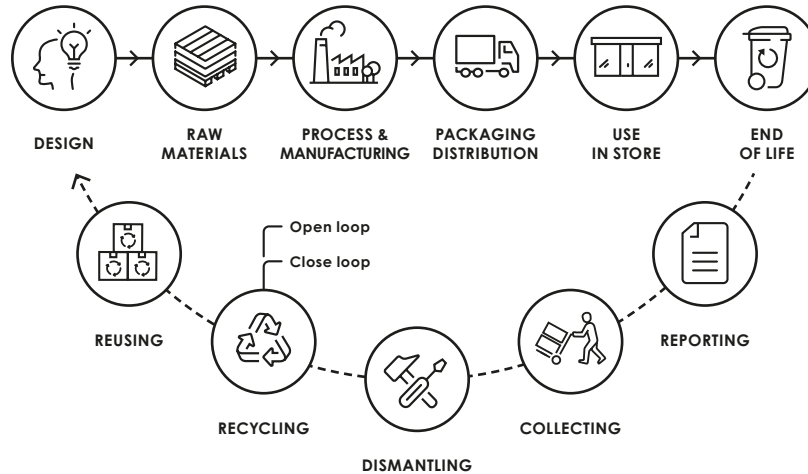 DESIGN
RAW
MATERIALS
PROCESS &
MANUFACTURING
PACKAGING
DISTRIBUTION
USE
IN STORE
END
OF LIFE
Open loop
Close loop
REUSING
REPORTING
RECYCLING
COLLECTING
DISMANTLING